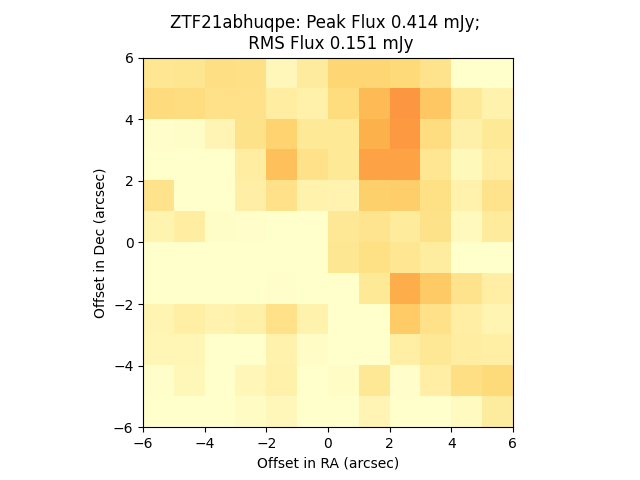 ZTF21abhuqpe: Peak Flux 0.414 mJy;
RMS Flux 0.151 mJy
6
4
2
0
−2
−4
−6
Offset in Dec (arcsec)
−6 −4 −2 0 2 4 6
Offset in RA (arcsec)